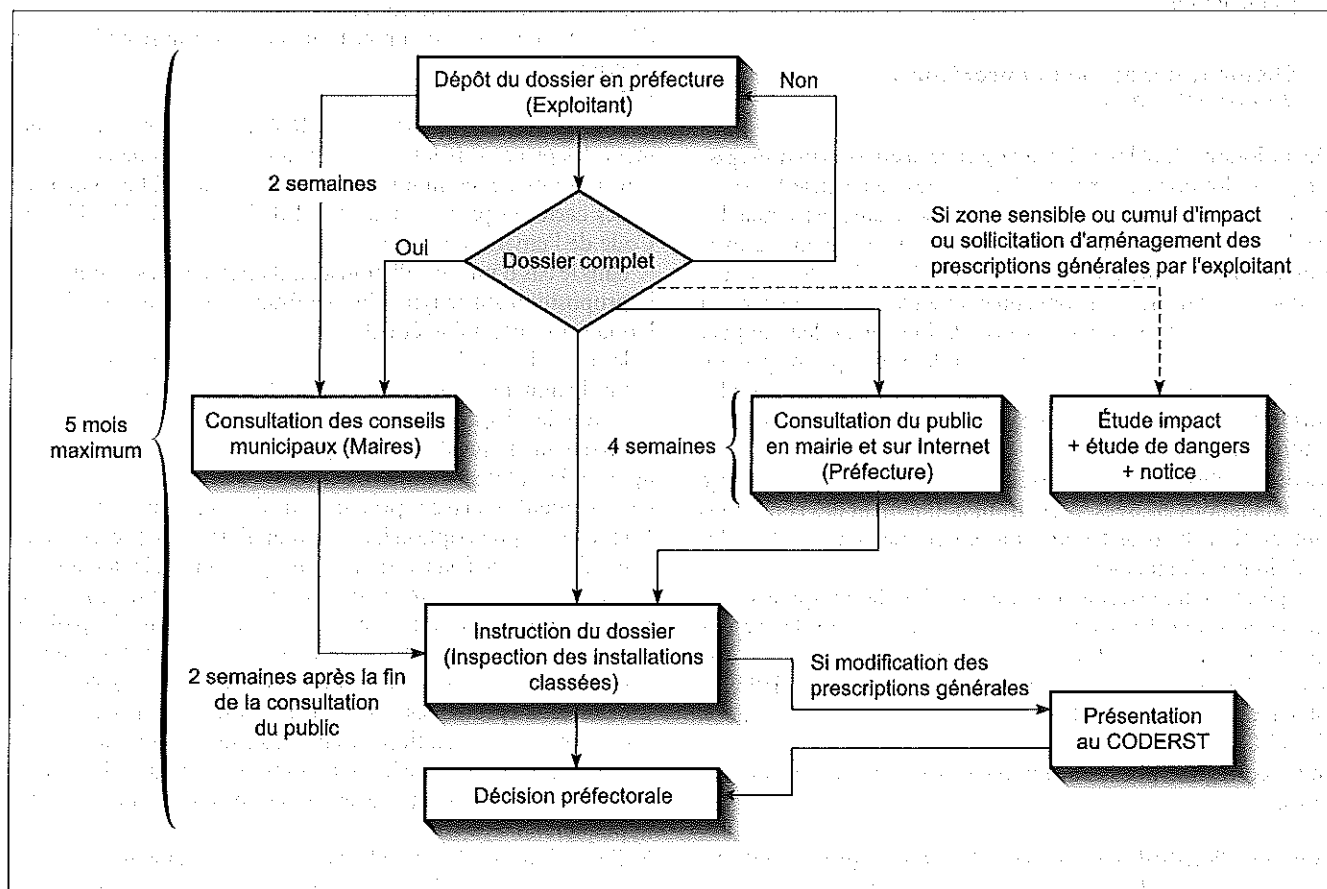 Dépôt du dossier en préfecture
(Exploitant)
Non
2 semaines
Oui
Dossier complet
Si zone sensible ou cumul d'impact
ou sollicitation d'aménagement des
prescriptions générales par l'exploitant
5 mois
maximum
Consultation des conseils
municipaux (Maires)
4 semaines
Consultation du public
en mairie et sur Internet
(Préfecture)
Étude impact
+ étude de dangers
+ notice
Instruction du dossier
(Inspection des installations
classées)
2 semaines après la fin
de la consultation
du public
Si modification des
prescriptions générales
Présentation
au CODERST
Décision préfectorale